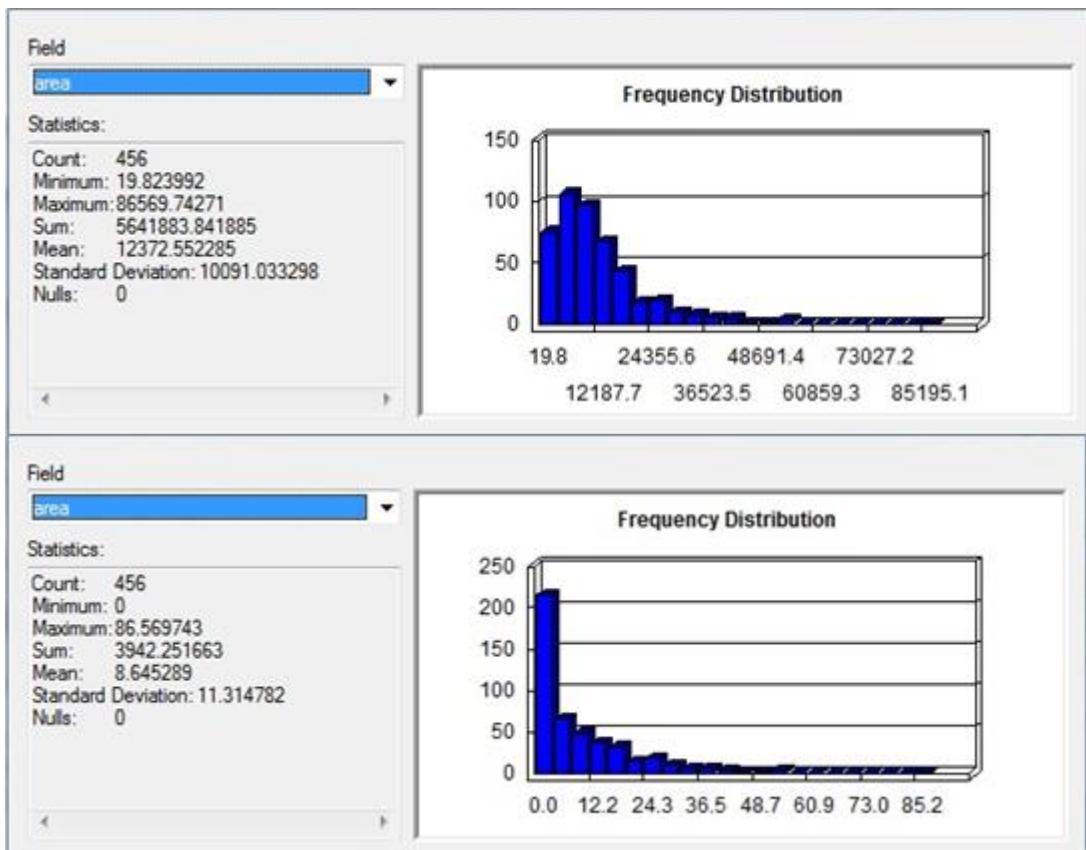 Field
area
Statistics:
Count: 456
Minimum: 19.823992
Maximum: 86569.74271
Sum: 5641883.841885
Mean: 12372.552285
Standard Deviation: 10091.033298
Nulls: 0
Frequency Distribution
150
100
50
0
19.8 24355.6 48691.4 73027.2
12187.7 36523.5 60859.3 85195.1
Field
area
Statistics:
Count: 456
Minimum: 0
Maximum: 86.569743
Sum: 3942.251663
Mean: 8.645289
Standard Deviation: 11.314782
Nulls: 0
Frequency Distribution
250
200
150
100
50
0
0.0 12.2 24.3 36.5 48.7 60.9 73.0 85.2